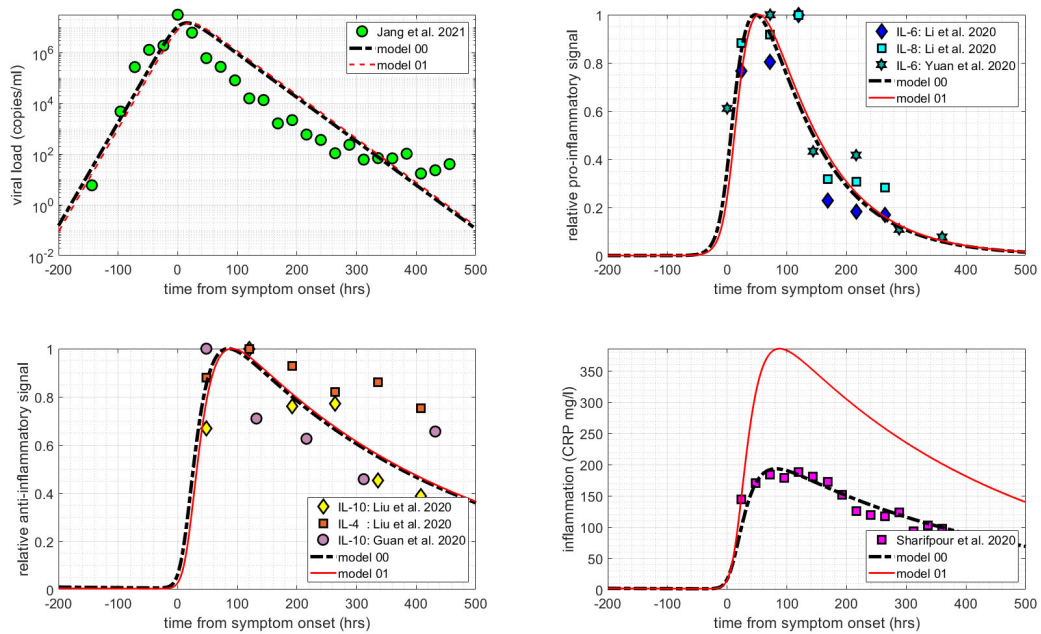 10^6
10^4
10^2
10^0
10^-2
viral load (copies/ml)
-200 -100 0 100 200 300 400 500
time from symptom onset (hrs)
Jang et al. 2021
model 00
model 01
1
0.8
0.6
0.4
0.2
0
relative pro-inflammatory signal
-200 -100 0 100 200 300 400 500
time from symptom onset (hrs)
IL-6: Li et al. 2020
IL-8: Li et al. 2020
IL-6: Yuan et al. 2020
model 00
model 01
1
0.8
0.6
0.4
0.2
0
relative anti-inflammatory signal
-200 -100 0 100 200 300 400 500
time from symptom onset (hrs)
IL-10: Liu et al. 2020
IL-4 : Liu et al. 2020
IL-10: Guan et al. 2020
model 00
model 01
350
300
250
200
150
100
50
0
inflammation (CRP mg/l)
-200 -100 0 100 200 300 400 500
time from symptom onset (hrs)
Sharifpour et al. 2020
model 00
model 01